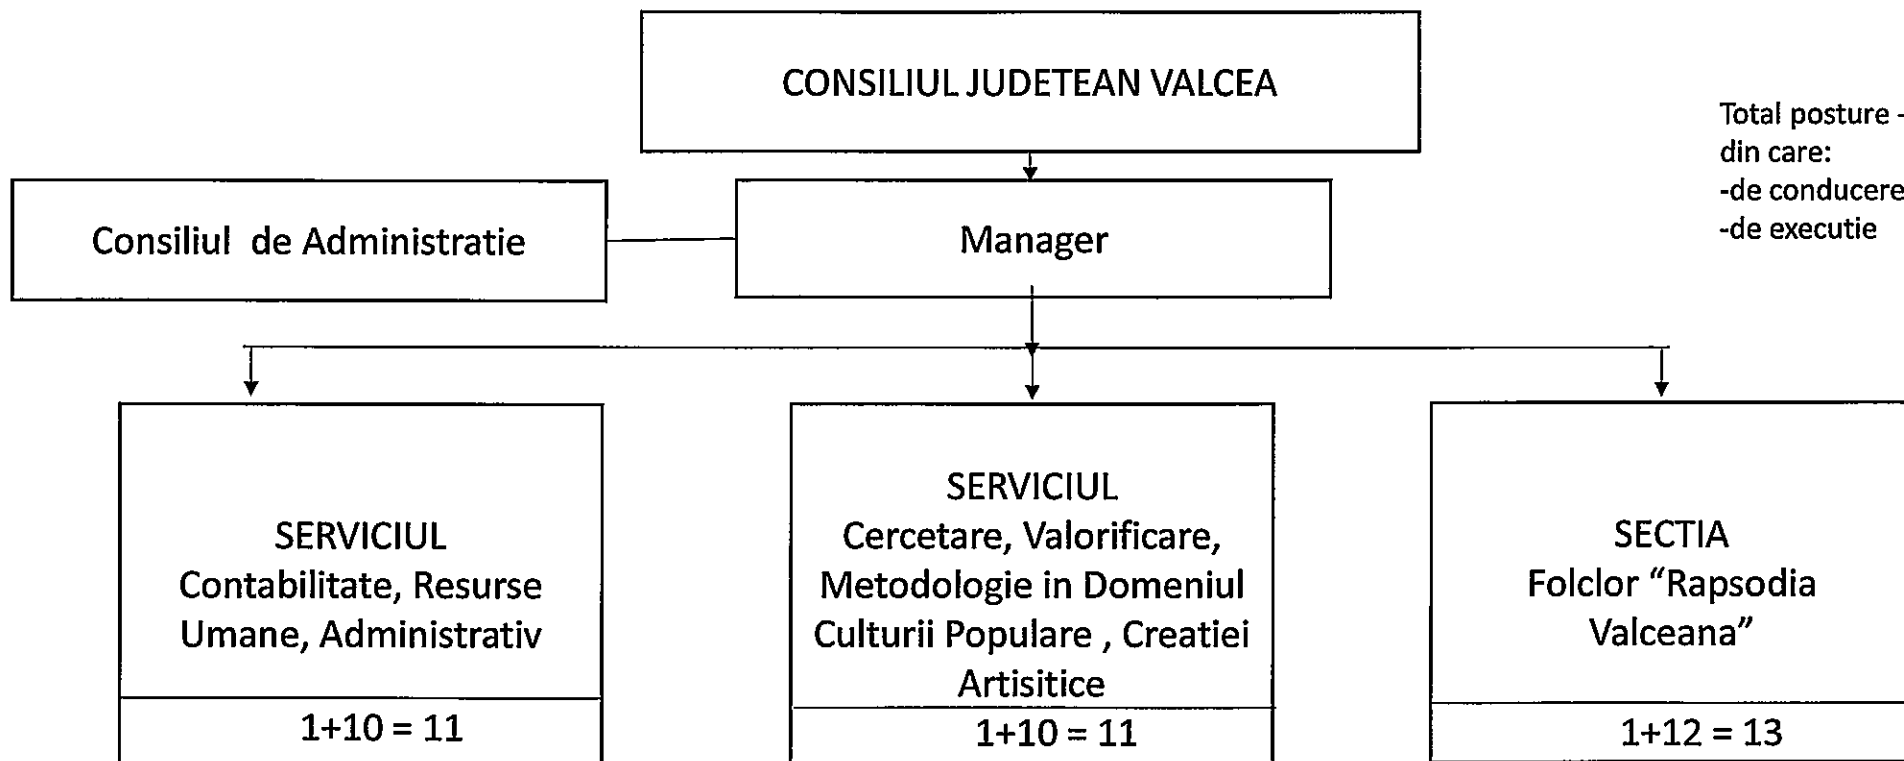 CONSILIUL JUDETEAN VALCEA
Total posture -
din care:
-de conducere
-de executie
Consiliul de Administratie
Manager
SERVICIUL
Contabilitate, Resurse
Umane, Administrativ
1+10 = 11
SERVICIUL
Cercetare, Valorificare,
Metodologie in Domeniul
Culturii Populare , Creatiei
Artisitice
1+10 = 11
SECTIA
Folclor “Rapsodia
Valceana”
1+12 = 13